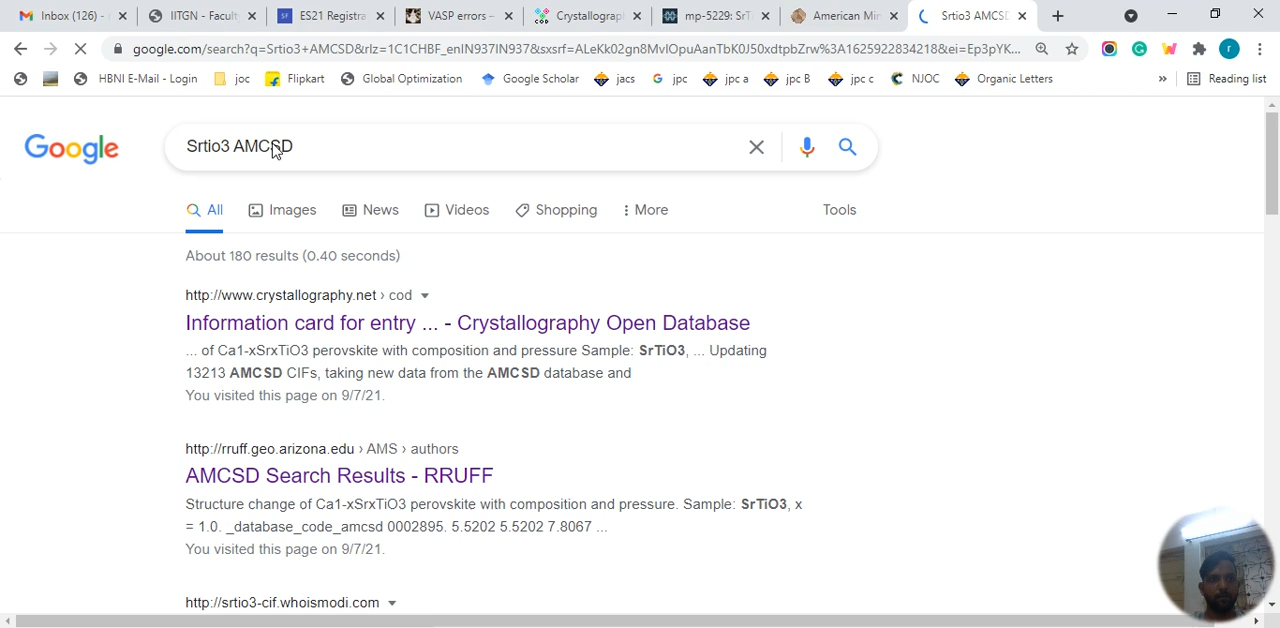 Inbox (126) -
IITGN - Facult
ES21 Registra
VASP errors –
Crystallograp
mp-5229: SrT
American Min
Srtio3 AMCSD
google.com/search?q=Srtio3+AMCSD&rlz=1C1CHBF_enIN937IN937&sxsrf=ALeKk02gn8MvIOpuAanTbK0J50xdtpbZrw%3A1625922834218&ei=Ep3pYK...
HBNI E-Mail - Login
joc
Flipkart
Global Optimization
Google Scholar
jacs
jpc
jpc a
jpc B
jpc c
NJOC
Organic Letters
»
Reading list
Google
Srtio3 AMCSD
All
Images
News
Videos
Shopping
More
Tools
About 180 results (0.40 seconds)
http://www.crystallography.net › cod
Information card for entry ... - Crystallography Open Database
... of Ca1-xSrxTiO3 perovskite with composition and pressure Sample: SrTiO3, ... Updating
13213 AMCSD CIFs, taking new data from the AMCSD database and
You visited this page on 9/7/21.
http://rruff.geo.arizona.edu › AMS › authors
AMCSD Search Results - RRUFF
Structure change of Ca1-xSrxTiO3 perovskite with composition and pressure. Sample: SrTiO3, x
= 1.0. _database_code_amcsd 0002895. 5.5202 5.5202 7.8067 ...
You visited this page on 9/7/21.
http://srtio3-cif.whoismodi.com